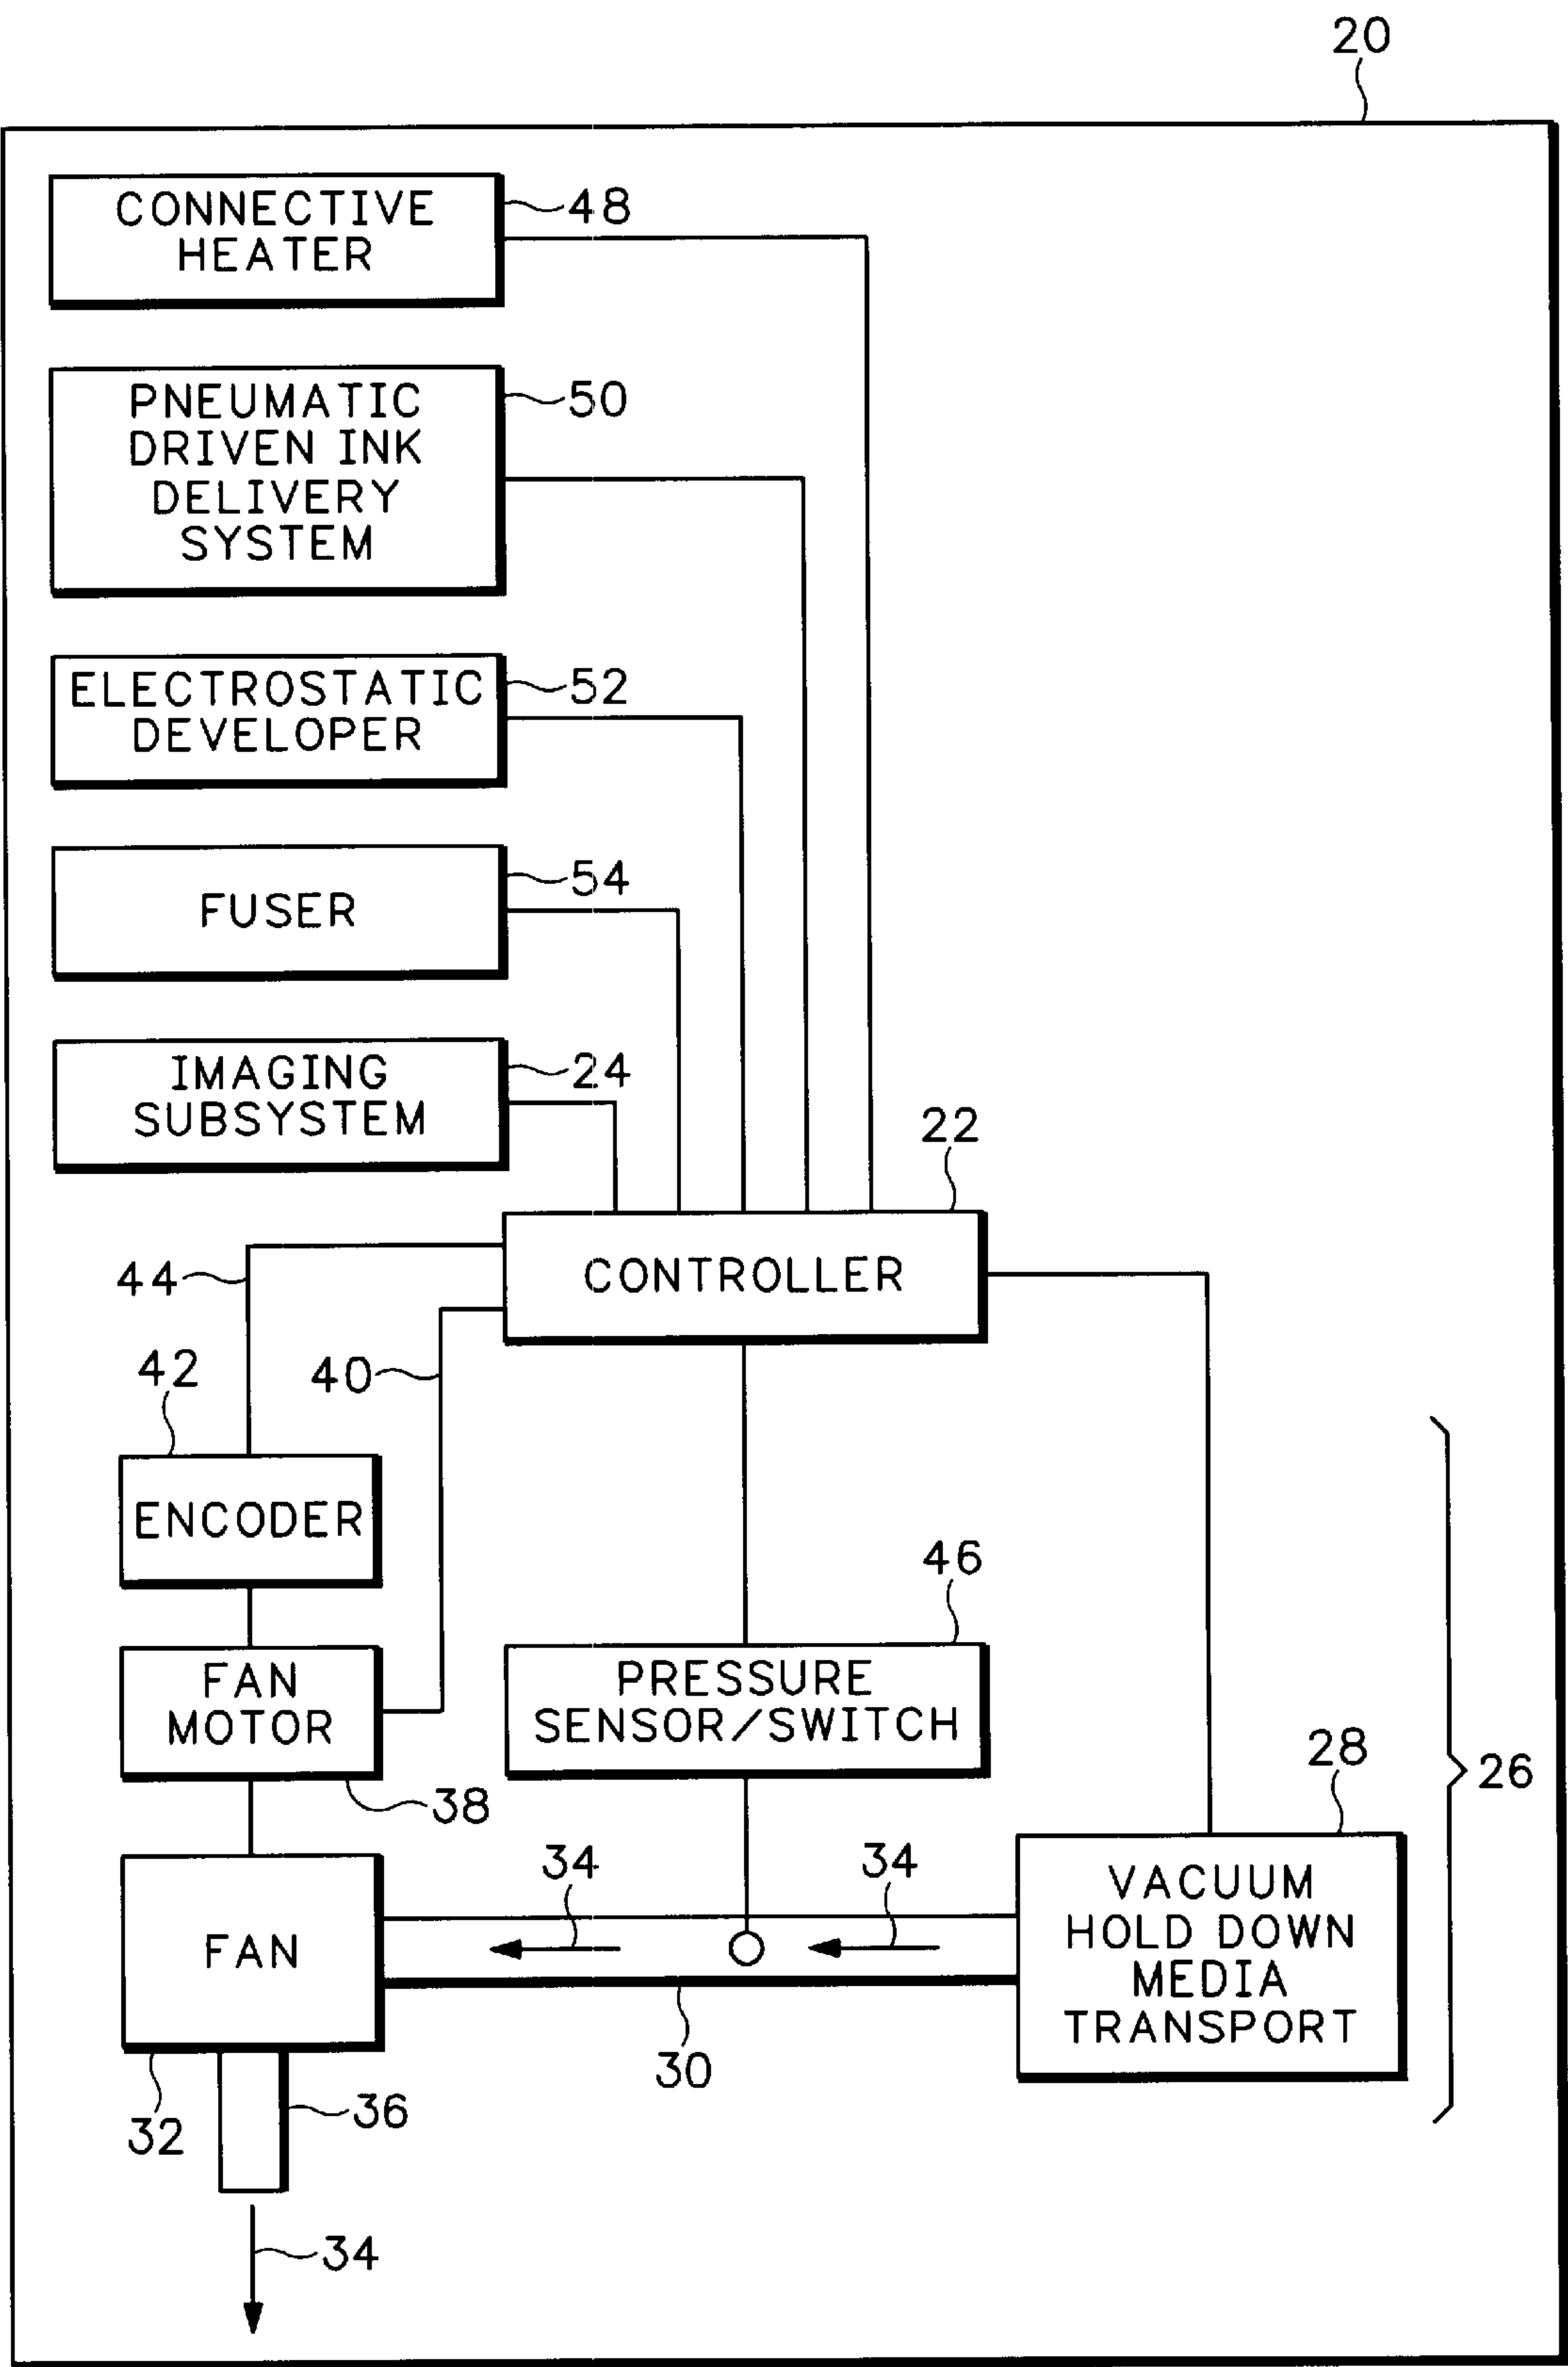 20
CONNECTIVE
HEATER
48
PNEUMATIC
DRIVEN INK
DELIVERY
SYSTEM
50
ELECTROSTATIC
DEVELOPER
52
FUSER
54
IMAGING
SUBSYSTEM
24
22
CONTROLLER
44
40
42
ENCODER
46
FAN
MOTOR
38
PRESSURE
SENSOR/SWITCH
28
26
34
34
FAN
VACUUM
HOLD DOWN
MEDIA
TRANSPORT
30
32
36
34